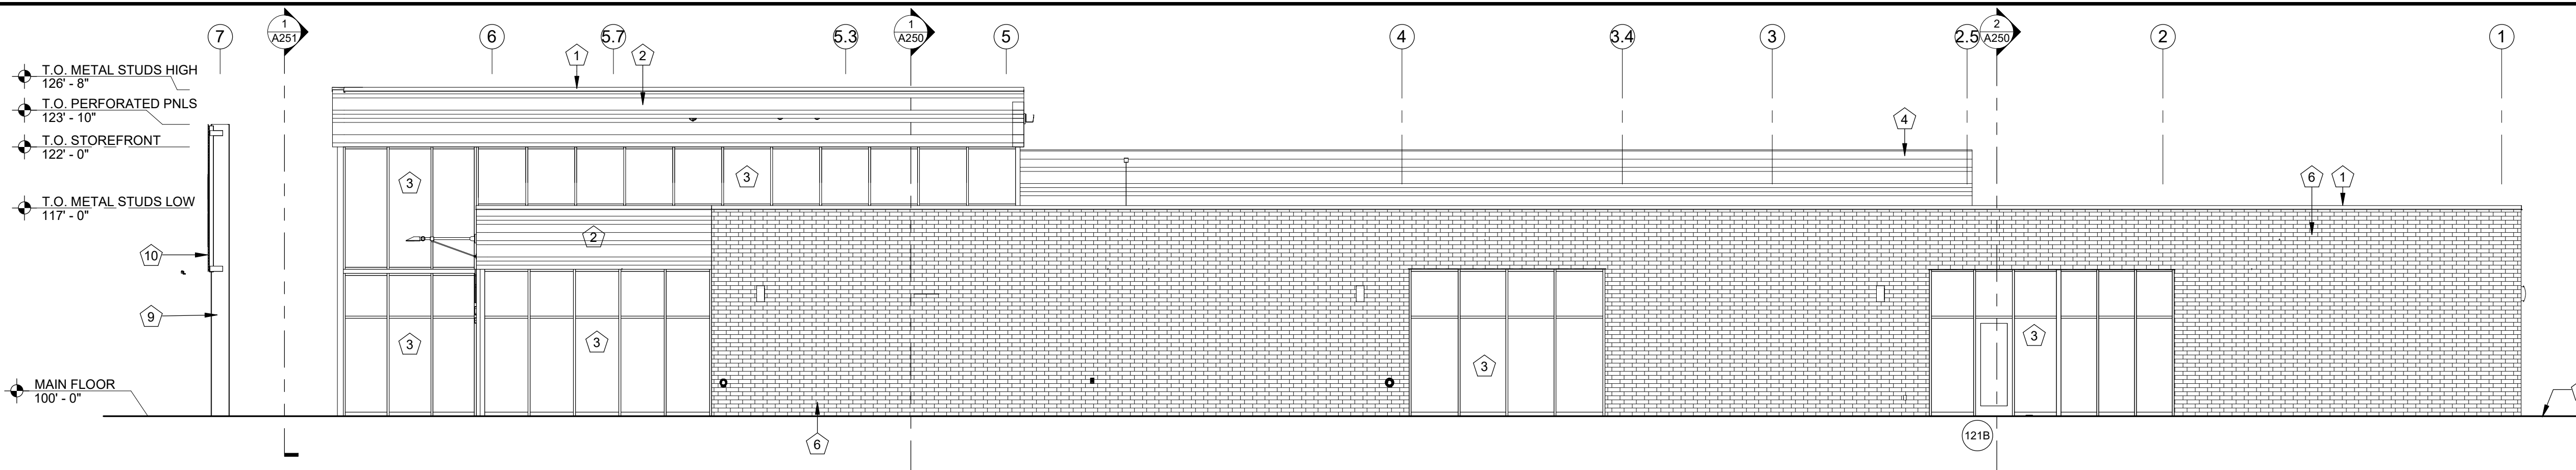 7
1
A251
6
5.7
5.3
1
A250
5
4
3.4
3
2.5
2
A250
2
1
T.O. METAL STUDS HIGH
126' - 8"
T.O. PERFORATED PNLS
123' - 10"
T.O. STOREFRONT
122' - 0"
T.O. METAL STUDS LOW
117' - 0"
MAIN FLOOR
100' - 0"
1
2
4
3
3
6
1
2
10
9
3
3
3
3
6
121B